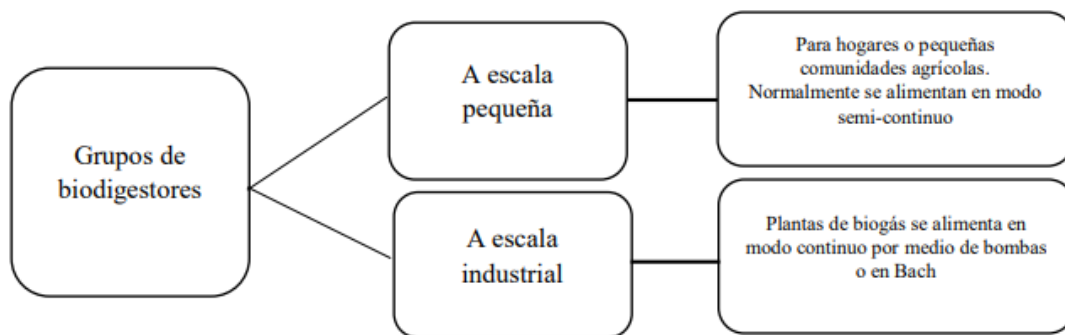 Grupos de
biodigestores
A escala
pequeña
Para hogares o pequeñas
comunidades agrícolas.
Normalmente se alimentan en modo
semi-continuo
A escala
industrial
Plantas de biogás se alimenta en
modo continuo por medio de bombas
o en Bach